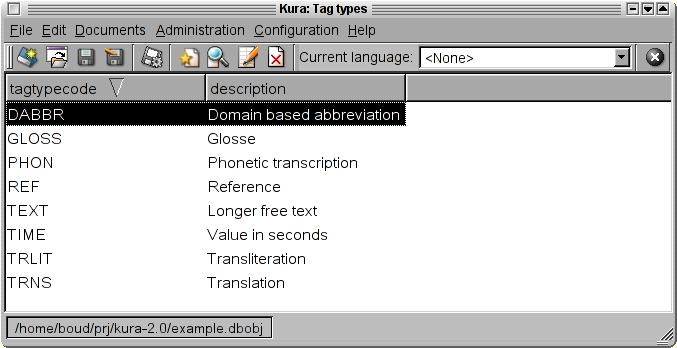 Kura: Tag types
File Edit Documents Administration Configuration Help
Current language: <None>
tagtypecode description
DABBR Domain based abbreviation
GLOSS Glosse
PHON Phonetic transcription
REF Reference
TEXT Longer free text
TIME Value in seconds
TRLIT Transliteration
TRNS Translation
/home/boud/prj/kura-2.0/example.dbobj